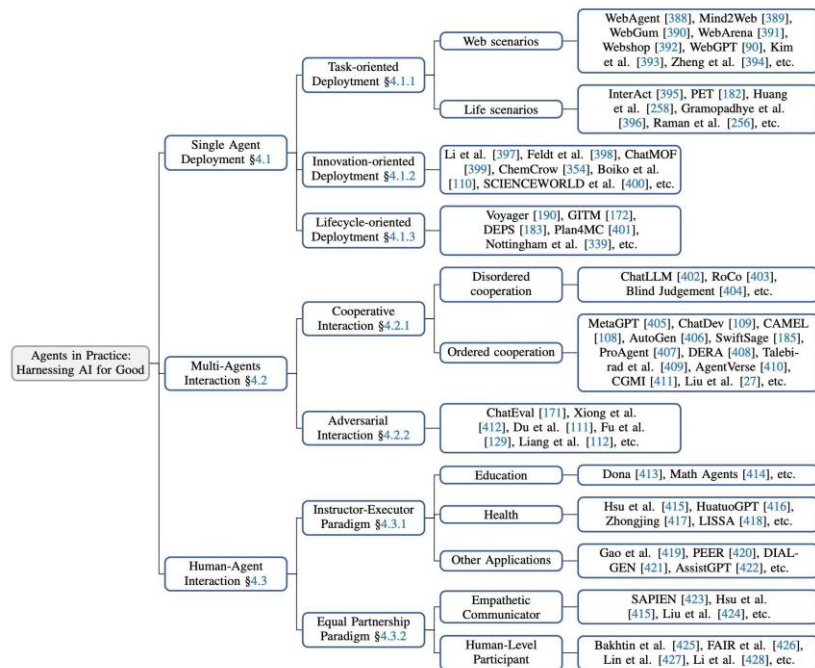 Agents in Practice:
Harnessing AI for Good
Single Agent
Deployment §4.1
Task-oriented
Deploytment §4.1.1
Web scenarios
WebAgent [388], Mind2Web [389],
WebGum [390], WebArena [391],
Webshop [392], WebGPT [90], Kim
et al. [393], Zheng et al. [394], etc.
Life scenarios
InterAct [395], PET [182], Huang
et al. [258], Gramopadhye et al.
[396], Raman et al. [256], etc.
Innovation-oriented
Deploytment §4.1.2
Li et al. [397], Feldt et al. [398], ChatMOF
[399], ChemCrow [354], Boiko et al.
[110], SCIENCEWORLD et al. [400], etc.
Lifecycle-oriented
Deploytment §4.1.3
Voyager [190], GITM [172],
DEPS [183], Plan4MC [401],
Nottingham et al. [339], etc.
Multi-Agents
Interaction §4.2
Cooperative
Interaction §4.2.1
Disordered
cooperation
ChatLLM [402], RoCo [403],
Blind Judgement [404], etc.
Ordered cooperation
MetaGPT [405], ChatDev [109], CAMEL
[108], AutoGen [406], SwiftSage [185],
ProAgent [407], DERA [408], Talebi-
rad et al. [409], AgentVerse [410],
CGMI [411], Liu et al. [27], etc.
Adversarial
Interaction §4.2.2
ChatEval [171], Xiong et al.
[412], Du et al. [111], Fu et al.
[129], Liang et al. [112], etc.
Human-Agent
Interaction §4.3
Instructor-Executor
Paradigm §4.3.1
Education
Dona [413], Math Agents [414], etc.
Health
Hsu et al. [415], HuatuoGPT [416],
Zhongjing [417], LISSA [418], etc.
Other Applications
Gao et al. [419], PEER [420], DIAL-
GEN [421], AssistGPT [422], etc.
Equal Partnership
Paradigm §4.3.2
Empathetic
Communicator
SAPIEN [423], Hsu et al.
[415], Liu et al. [424], etc.
Human-Level
Participant
Bakhtin et al. [425], FAIR et al. [426],
Lin et al. [427], Li et al. [428], etc.